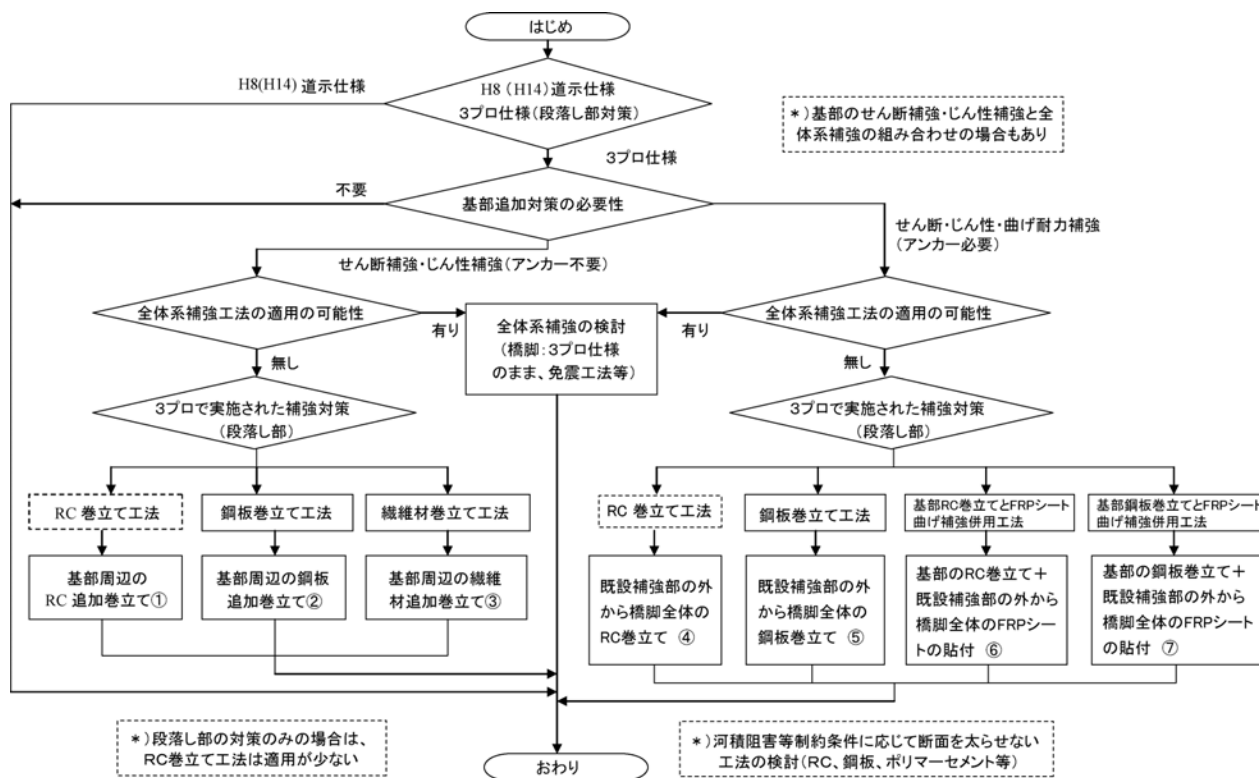 はじめ
H8(H14)道示仕様
H8（H14）道示仕様
3プロ仕様(段落し部対策)
*）基部のせん断補強・じん性補強と全
体系補強の組み合わせの場合もあり
3プロ仕様
不要
基部追加対策の必要性
せん断・じん性・曲げ耐力補強
(アンカー必要)
せん断補強・じん性補強(アンカー不要)
全体系補強工法の適用の可能性
有り
全体系補強の検討
(橋脚：3プロ仕様
のまま、免震工法等)
有り
全体系補強工法の適用の可能性
無し
無し
3プロで実施された補強対策
(段落し部)
3プロで実施された補強対策
(段落し部)
RC 巻立て工法
鋼板巻立て工法
繊維材巻立て工法
RC 巻立て工法
鋼板巻立て工法
基部RC巻立てとFRPシート
曲げ補強併用工法
基部鋼板巻立てとFRPシート
曲げ補強併用工法
基部周辺の
RC 追加巻立て①
基部周辺の鋼板
追加巻立て②
基部周辺の繊維
材追加巻立て③
既設補強部の外
から橋脚全体の
RC巻立て ④
既設補強部の外
から橋脚全体の
鋼板巻立て ⑤
基部のRC巻立て＋
既設補強部の外から
橋脚全体のFRPシー
トの貼付 ⑥
基部の鋼板巻立て＋
既設補強部の外から
橋脚全体のFRPシート
の貼付 ⑦
*）段落し部の対策のみの場合は、
RC巻立て工法は適用が少ない
*）河積阻害等制約条件に応じて断面を太らせない
工法の検討(RC、鋼板、ポリマーセメント等)
おわり